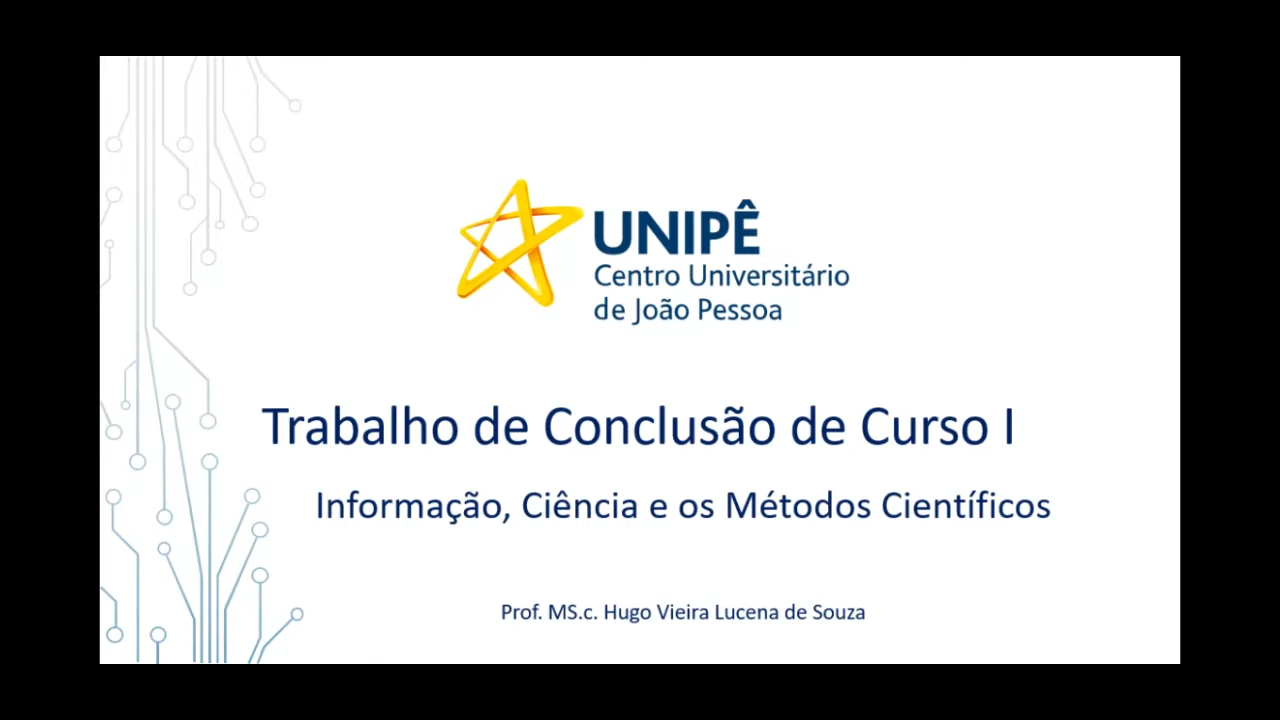 UNIPÊ
Centro Universitário
de João Pessoa
Trabalho de Conclusão de Curso I
Informação, Ciência e os Métodos Científicos
Prof. MS.c. Hugo Vieira Lucena de Souza